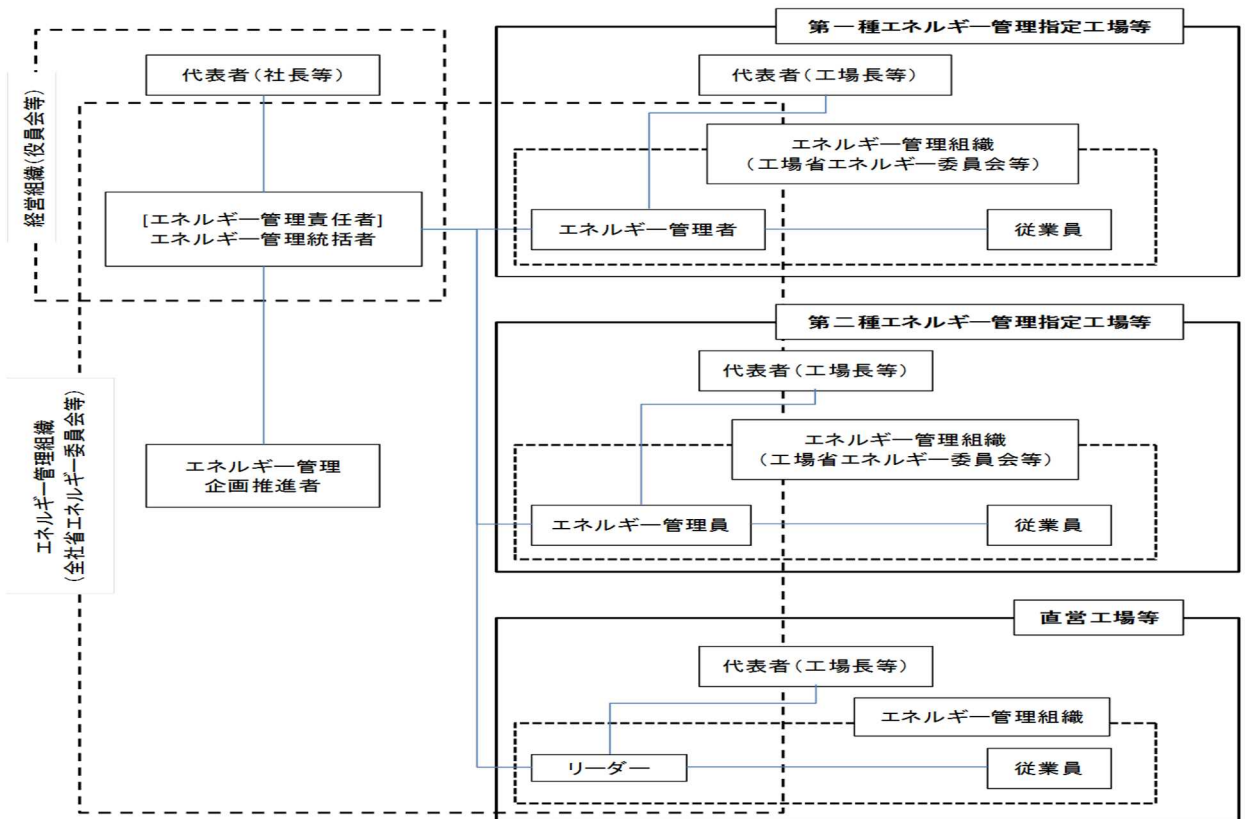 経営組織(役員会等)
代表者(社長等)
[エネルギー管理責任者]
エネルギー管理統括者
エネルギー管理
企画推進者
エネルギー管理組織
(全社省エネルギー委員会等)
第一種エネルギー管理指定工場等
代表者(工場長等)
エネルギー管理組織
(工場省エネルギー委員会等)
エネルギー管理者
従業員
第二種エネルギー管理指定工場等
代表者(工場長等)
エネルギー管理組織
(工場省エネルギー委員会等)
エネルギー管理員
従業員
直営工場等
代表者(工場長等)
エネルギー管理組織
リーダー
従業員